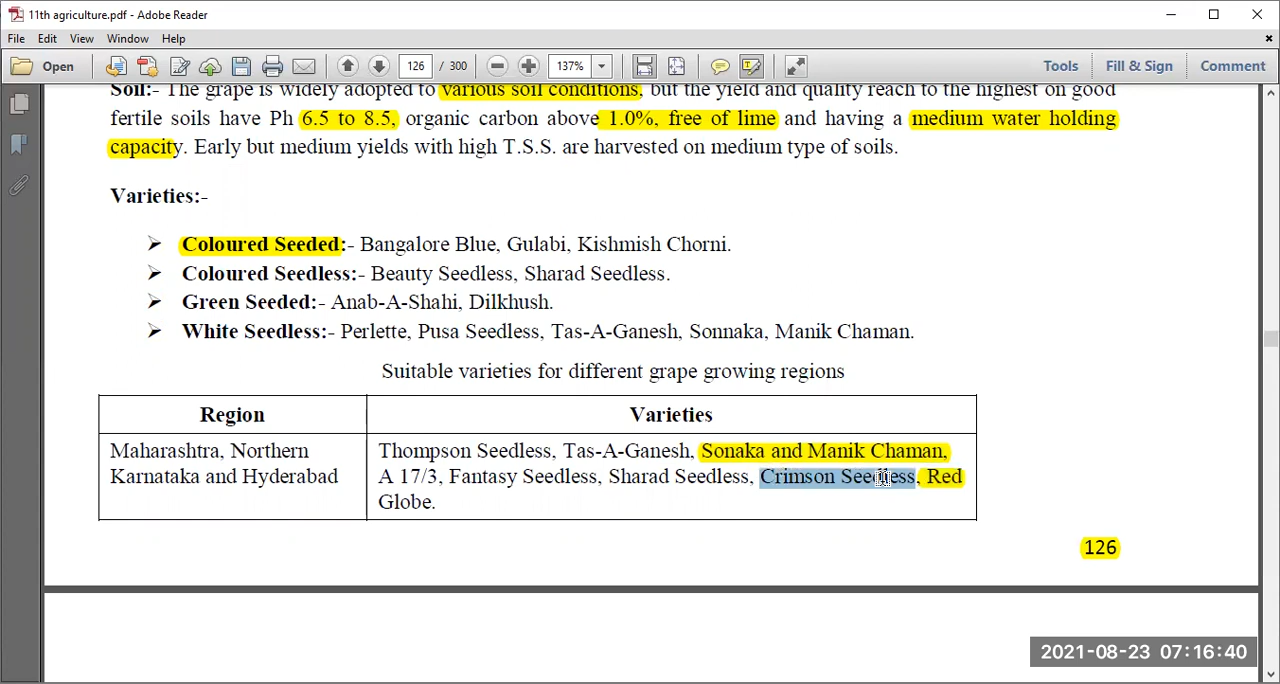 11th agriculture.pdf - Adobe Reader
File Edit View Window Help
Open 126 / 300 137% Tools Fill & Sign Comment
Soil:- The grape is widely adopted to various soil conditions, but the yield and quality reach to the highest on good
fertile soils have Ph 6.5 to 8.5, organic carbon above 1.0%, free of lime and having a medium water holding
capacity. Early but medium yields with high T.S.S. are harvested on medium type of soils.
Varieties:-
➢ Coloured Seeded:- Bangalore Blue, Gulabi, Kishmish Chorni.
➢ Coloured Seedless:- Beauty Seedless, Sharad Seedless.
➢ Green Seeded:- Anab-A-Shahi, Dilkhush.
➢ White Seedless:- Perlette, Pusa Seedless, Tas-A-Ganesh, Sonnaka, Manik Chaman.
Suitable varieties for different grape growing regions
Region Varieties
Maharashtra, Northern Thompson Seedless, Tas-A-Ganesh, Sonaka and Manik Chaman,
Karnataka and Hyderabad A 17/3, Fantasy Seedless, Sharad Seedless, Crimson Seedless, Red
Globe.
126
2021-08-23 07:16:40